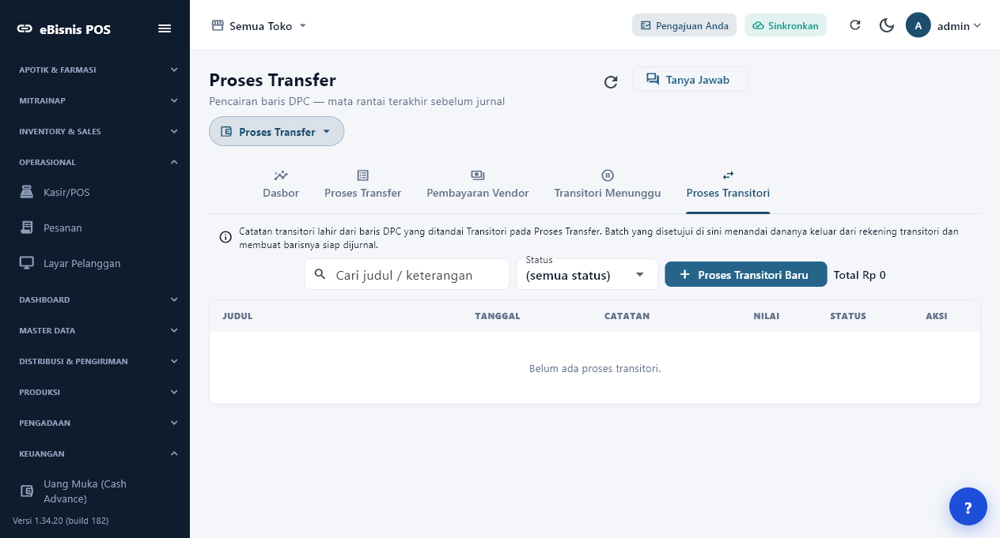 eBisnis POS
APOTIK & FARMASI
MITRAINAP
INVENTORY & SALES
OPERASIONAL
Kasir/POS
Pesanan
Layar Pelanggan
DASHBOARD
MASTER DATA
DISTRIBUSI & PENGIRIMAN
PRODUKSI
PENGADAAN
KEUANGAN
Uang Muka (Cash
Advance)
Versi 1.34.20 (build 182)
Semua Toko
Pengajuan Anda
Sinkronkan
A
admin
Proses Transfer
Pencairan baris DPC — mata rantai terakhir sebelum jurnal
Tanya Jawab
Proses Transfer
Dasbor
Proses Transfer
Pembayaran Vendor
Transitori Menunggu
Proses Transitori
Catatan transitori lahir dari baris DPC yang ditandai Transitori pada Proses Transfer. Batch yang disetujui di sini menandai dananya keluar dari rekening transitori dan
membuat barisnya siap dijurnal.
Cari judul / keterangan
Status
(semua status)
+ Proses Transitori Baru
Total Rp 0
JUDUL
TANGGAL
CATATAN
NILAI
STATUS
AKSI
Belum ada proses transitori.
?